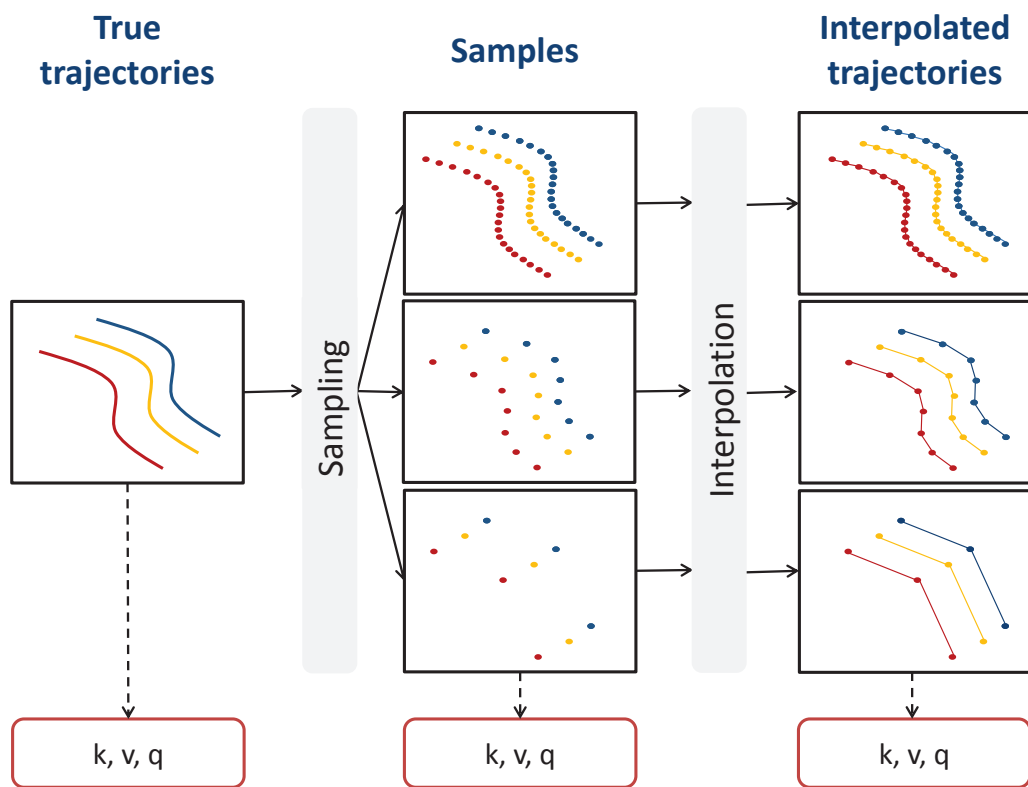 True
trajectories
Samples
Interpolated
trajectories
Sampling
Interpolation
k, v, q
k, v, q
k, v, q